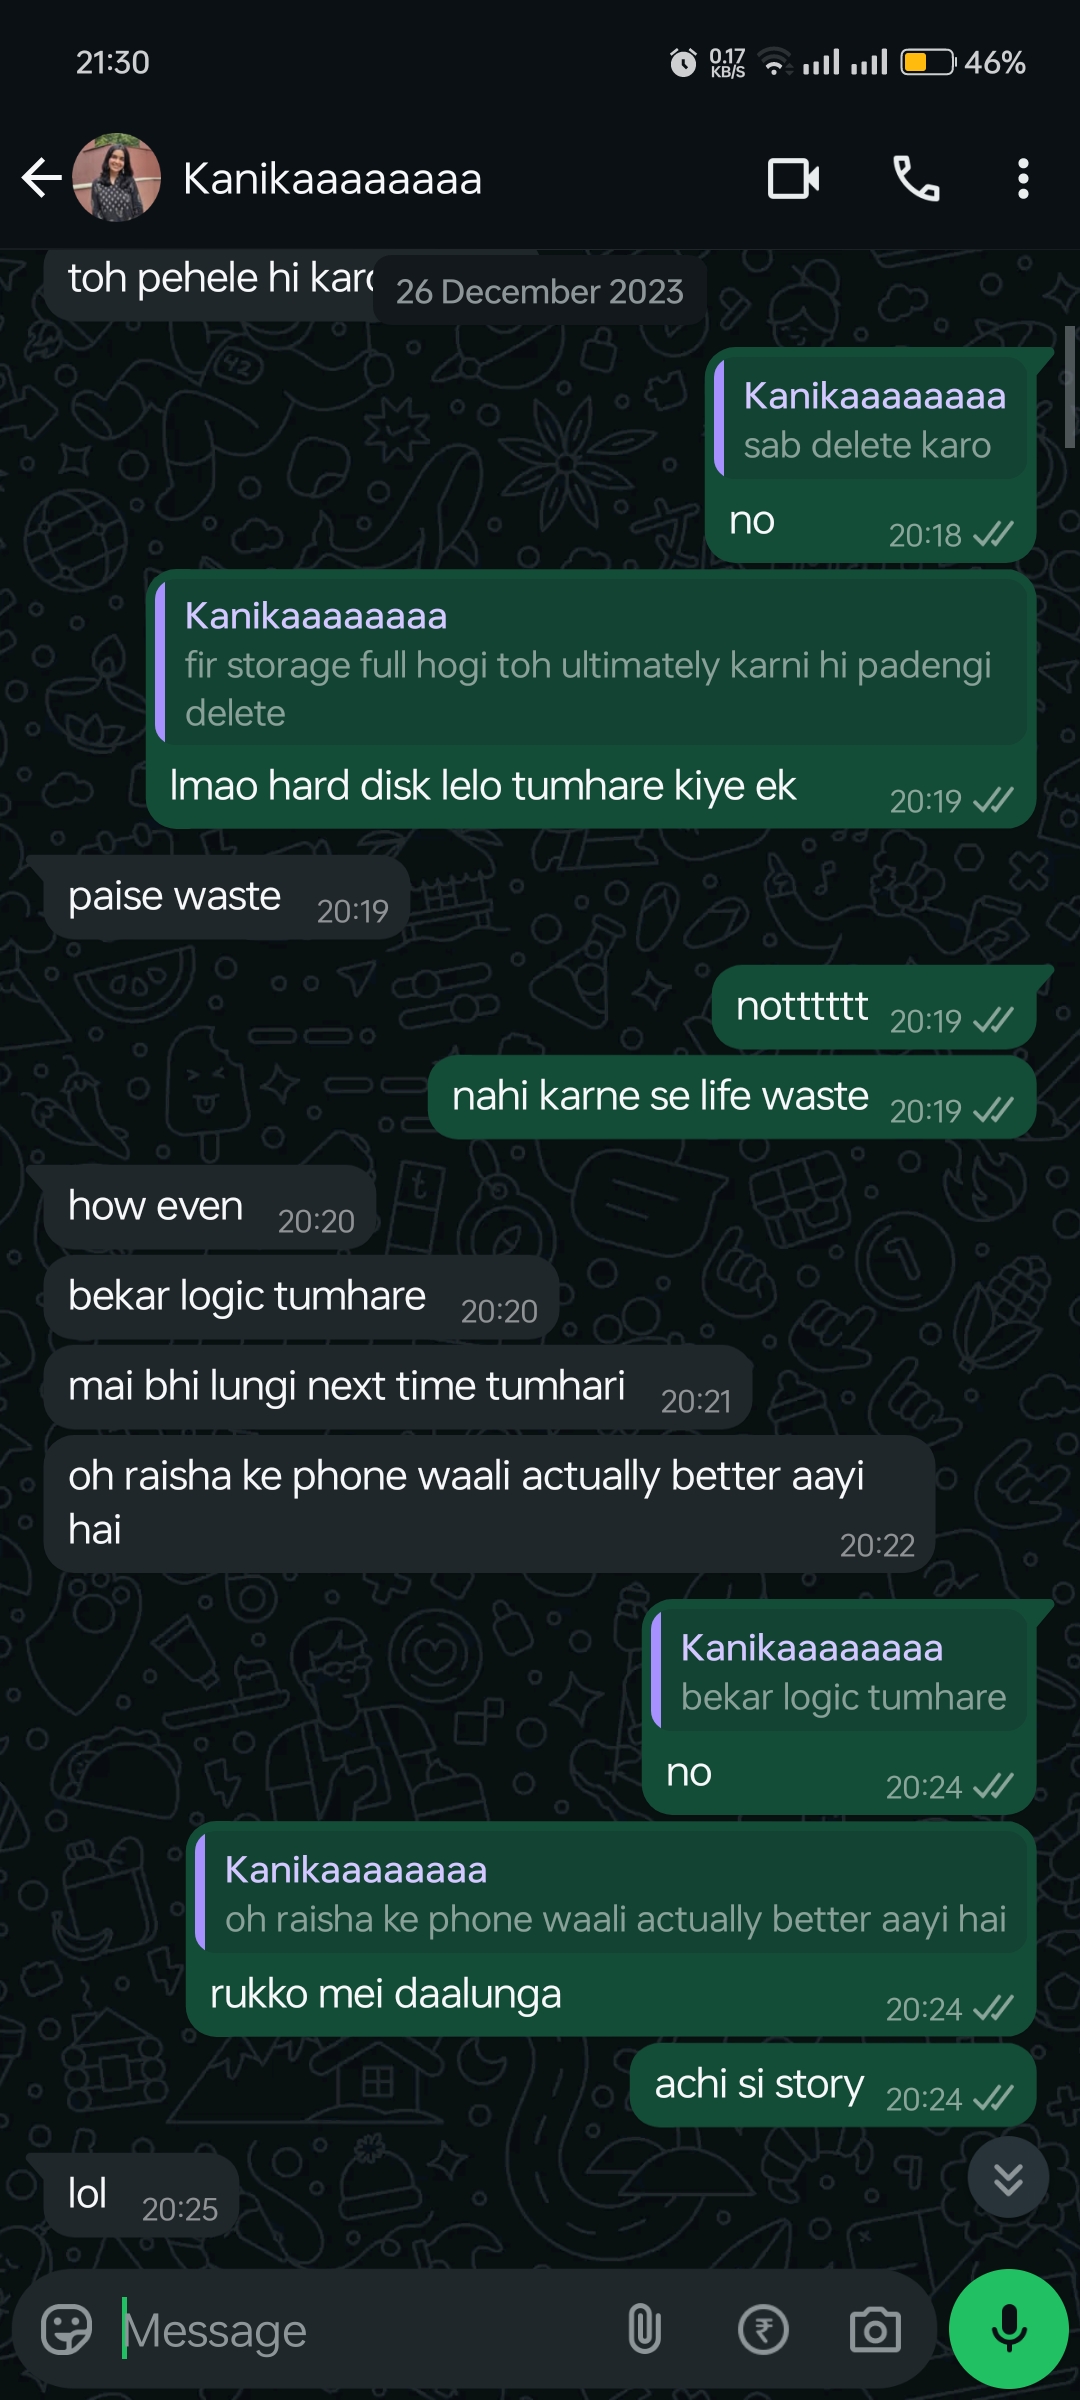 21:30
0.17
KB/S
46%
Kanikaaaaaaaa
toh pehele hi karo
26 December 2023
Kanikaaaaaaaa
sab delete karo
no 20:18
Kanikaaaaaaaa
fir storage full hogi toh ultimately karni hi padengi
delete
lmao hard disk lelo tumhare kiye ek 20:19
paise waste 20:19
notttttt 20:19
nahi karne se life waste 20:19
how even 20:20
bekar logic tumhare 20:20
mai bhi lungi next time tumhari 20:21
oh raisha ke phone waali actually better aayi
hai 20:22
Kanikaaaaaaaa
bekar logic tumhare
no 20:24
Kanikaaaaaaaa
oh raisha ke phone waali actually better aayi hai
rukko mei daalunga 20:24
achi si story 20:24
lol 20:25
Message